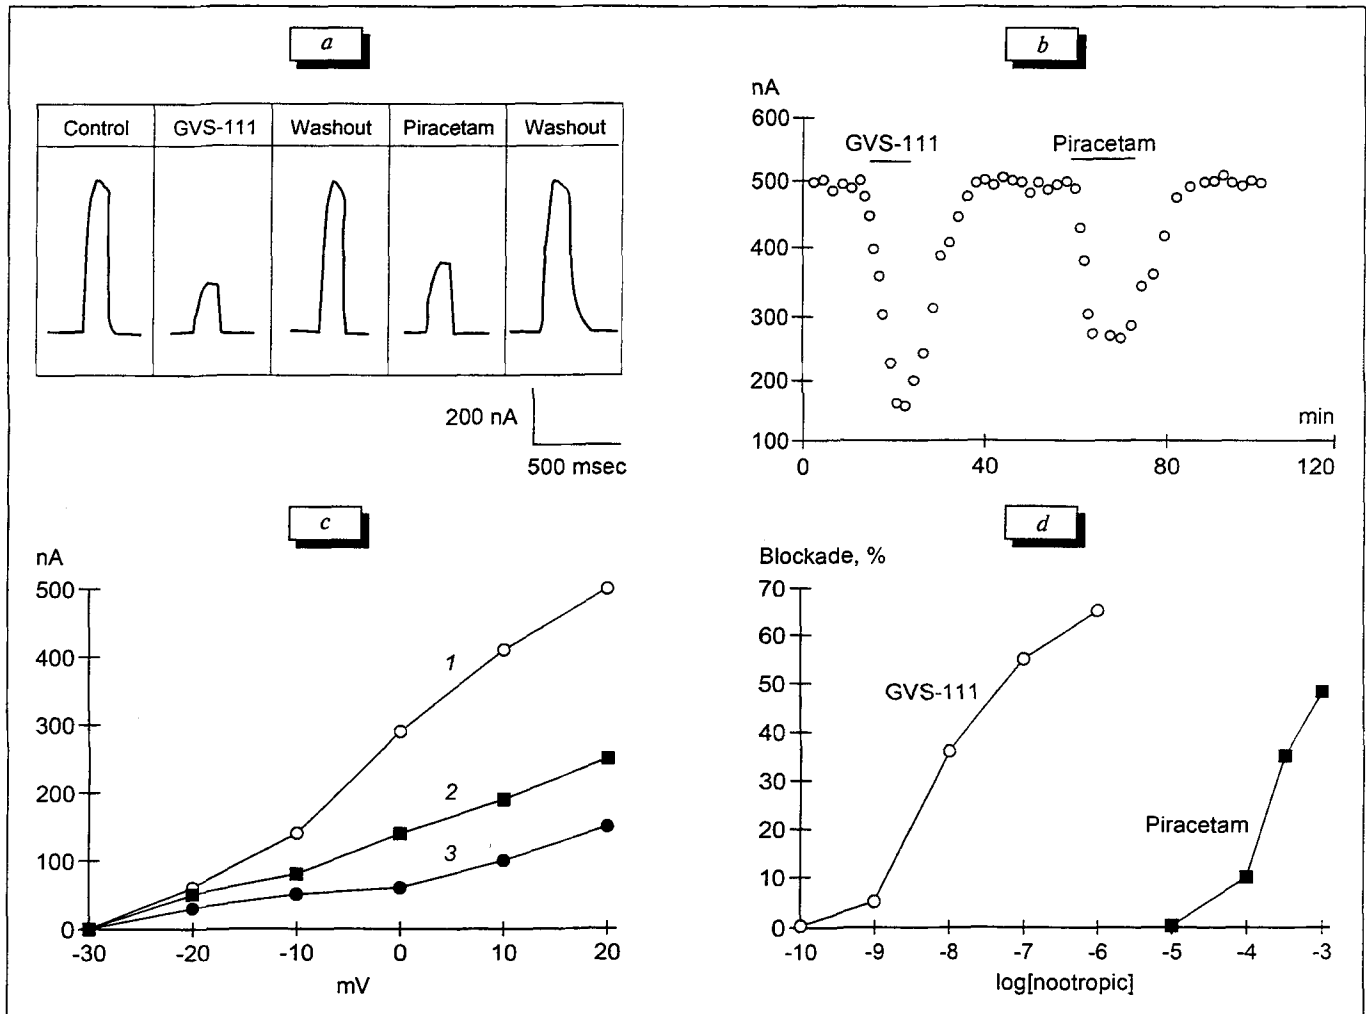 a
Control GVS-111 Washout Piracetam Washout
200 nA
500 msec
b
nA
600
500
400
300
200
100
GVS-111
Piracetam
min
0 40 80 120
c
nA
500
400
300
200
100
0
1
2
3
-30 -20 -10 0 10 20
mV
d
Blockade, %
70
60
50
40
30
20
10
0
GVS-111
Piracetam
-10 -9 -8 -7 -6 -5 -4 -3
log[nootropic]